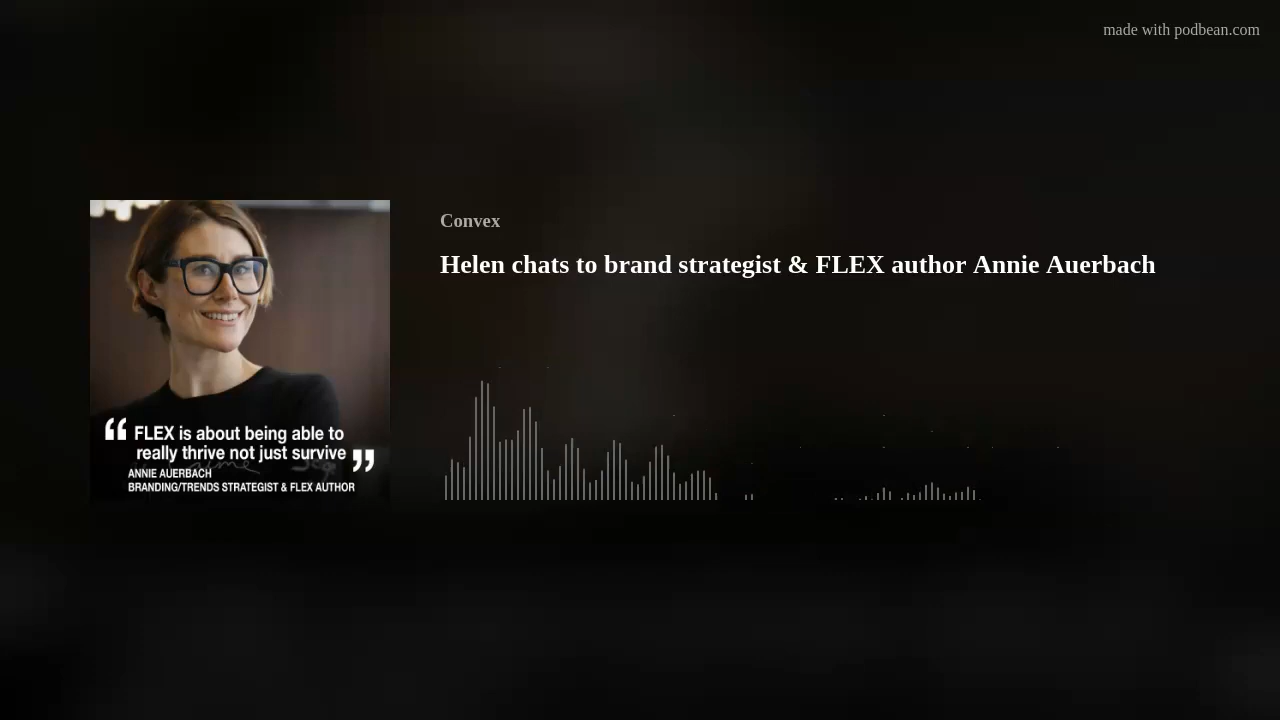 made with podbean.com
Convex
Helen chats to brand strategist & FLEX author Annie Auerbach
“ FLEX is about being able to
really thrive not just survive ”
ANNIE AUERBACH
BRANDING/TRENDS STRATEGIST & FLEX AUTHOR